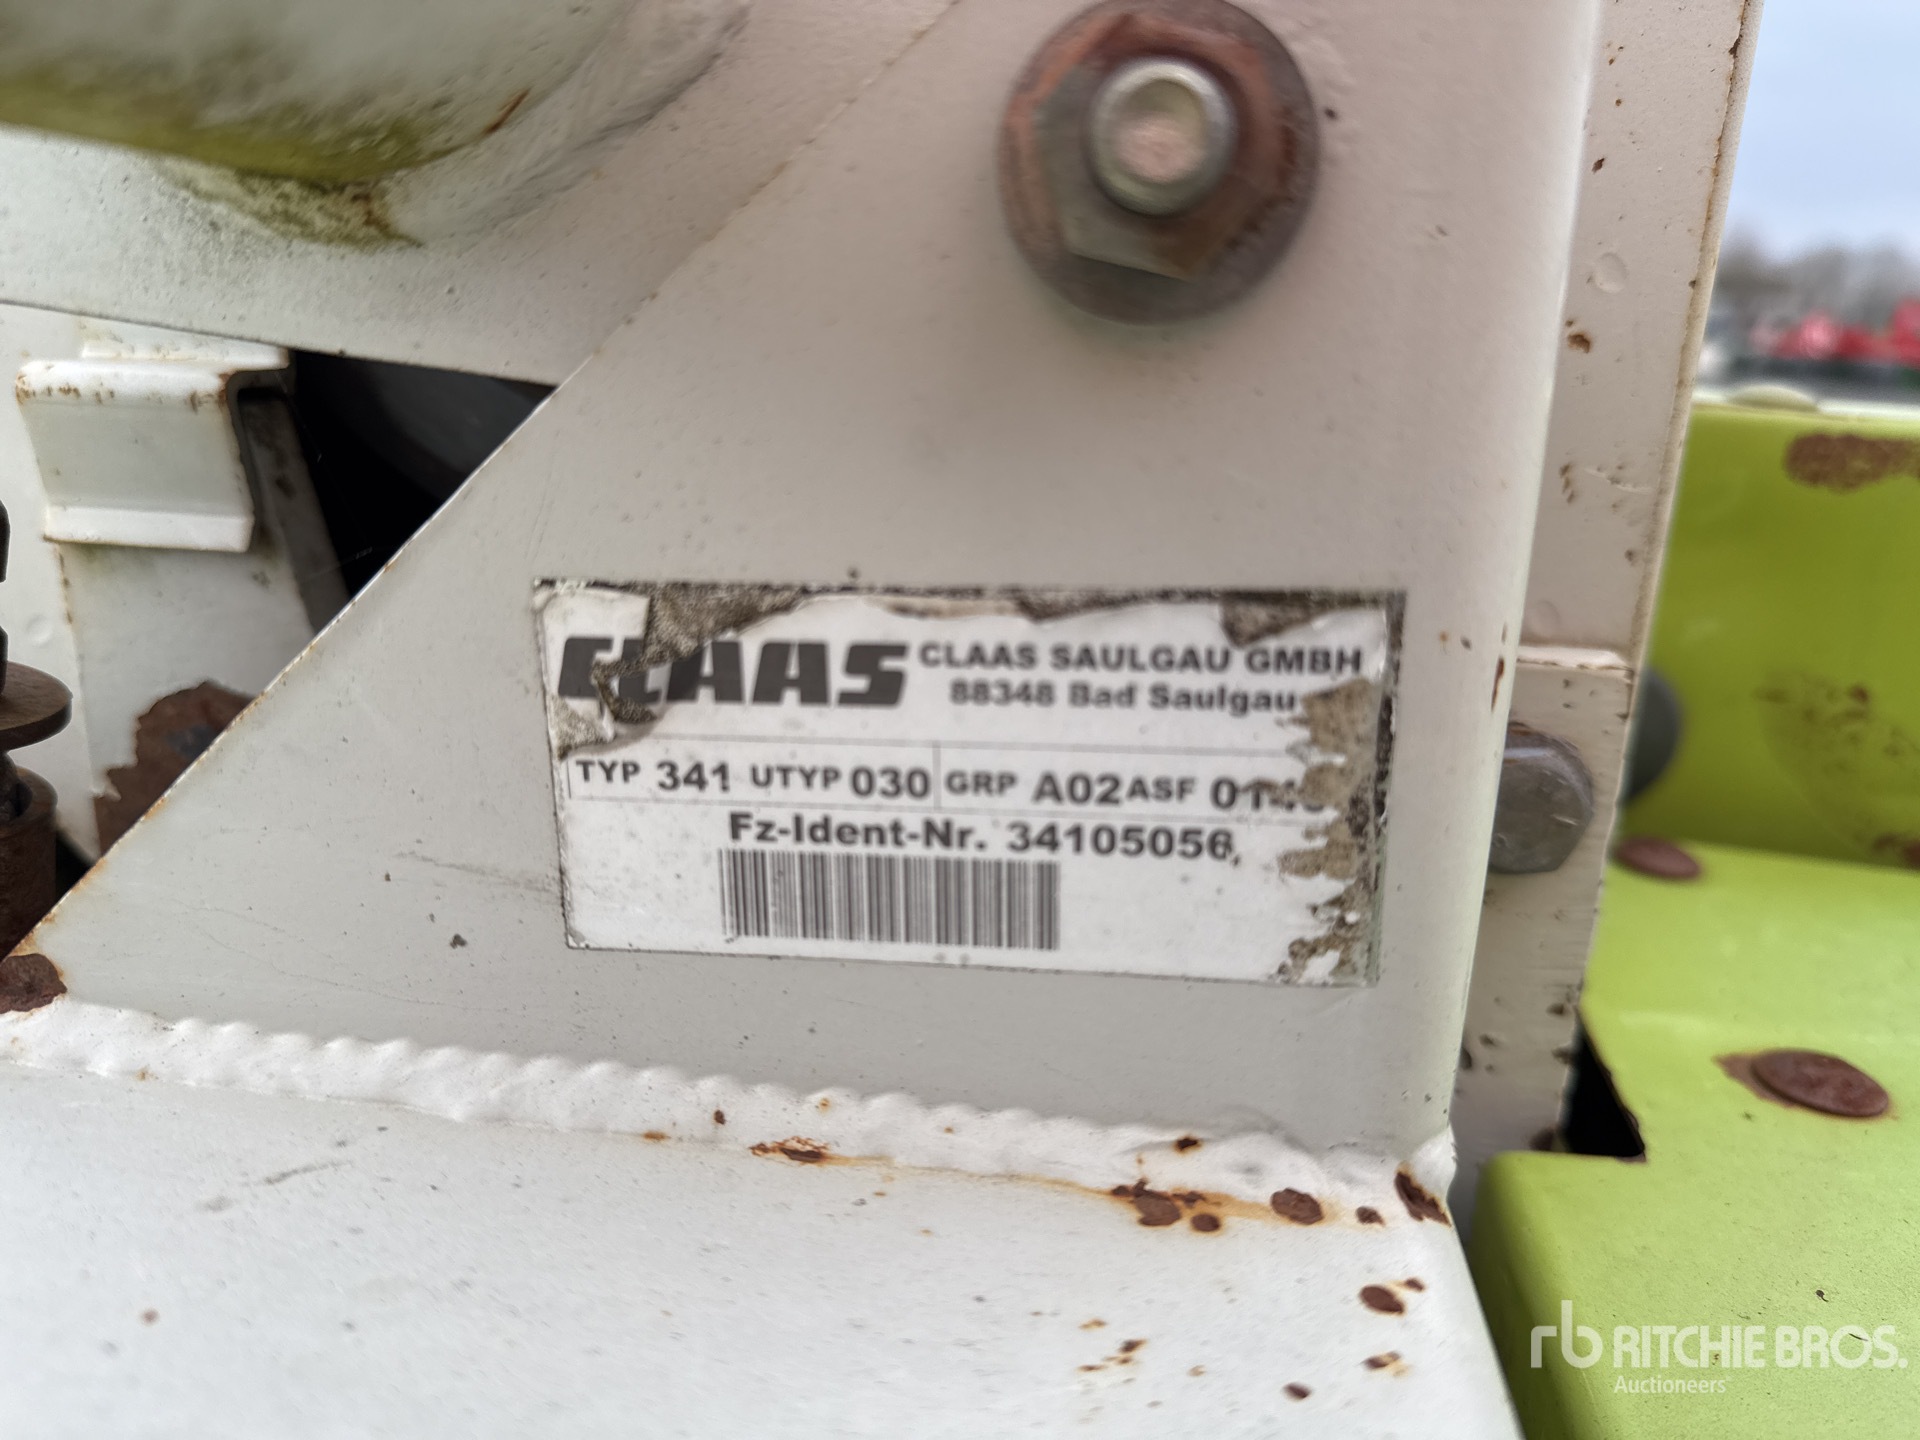 CLAAS
CLAAS SAULGAU GMBH
88348 Bad Saulgau
TYP 341 UTYP 030 GRP A02 ASF
Fz-Ident-Nr. 34105056
rb RITCHIE BROS.
Auctioneers